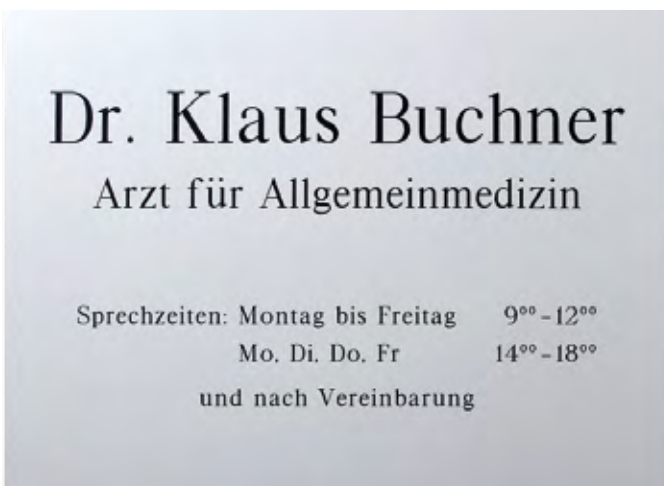 Dr. Klaus Buchner
Arzt für Allgemeinmedizin
Sprechzeiten: Montag bis Freitag 9⁰⁰ - 12⁰⁰
Mo. Di. Do. Fr 14⁰⁰ - 18⁰⁰
und nach Vereinbarung